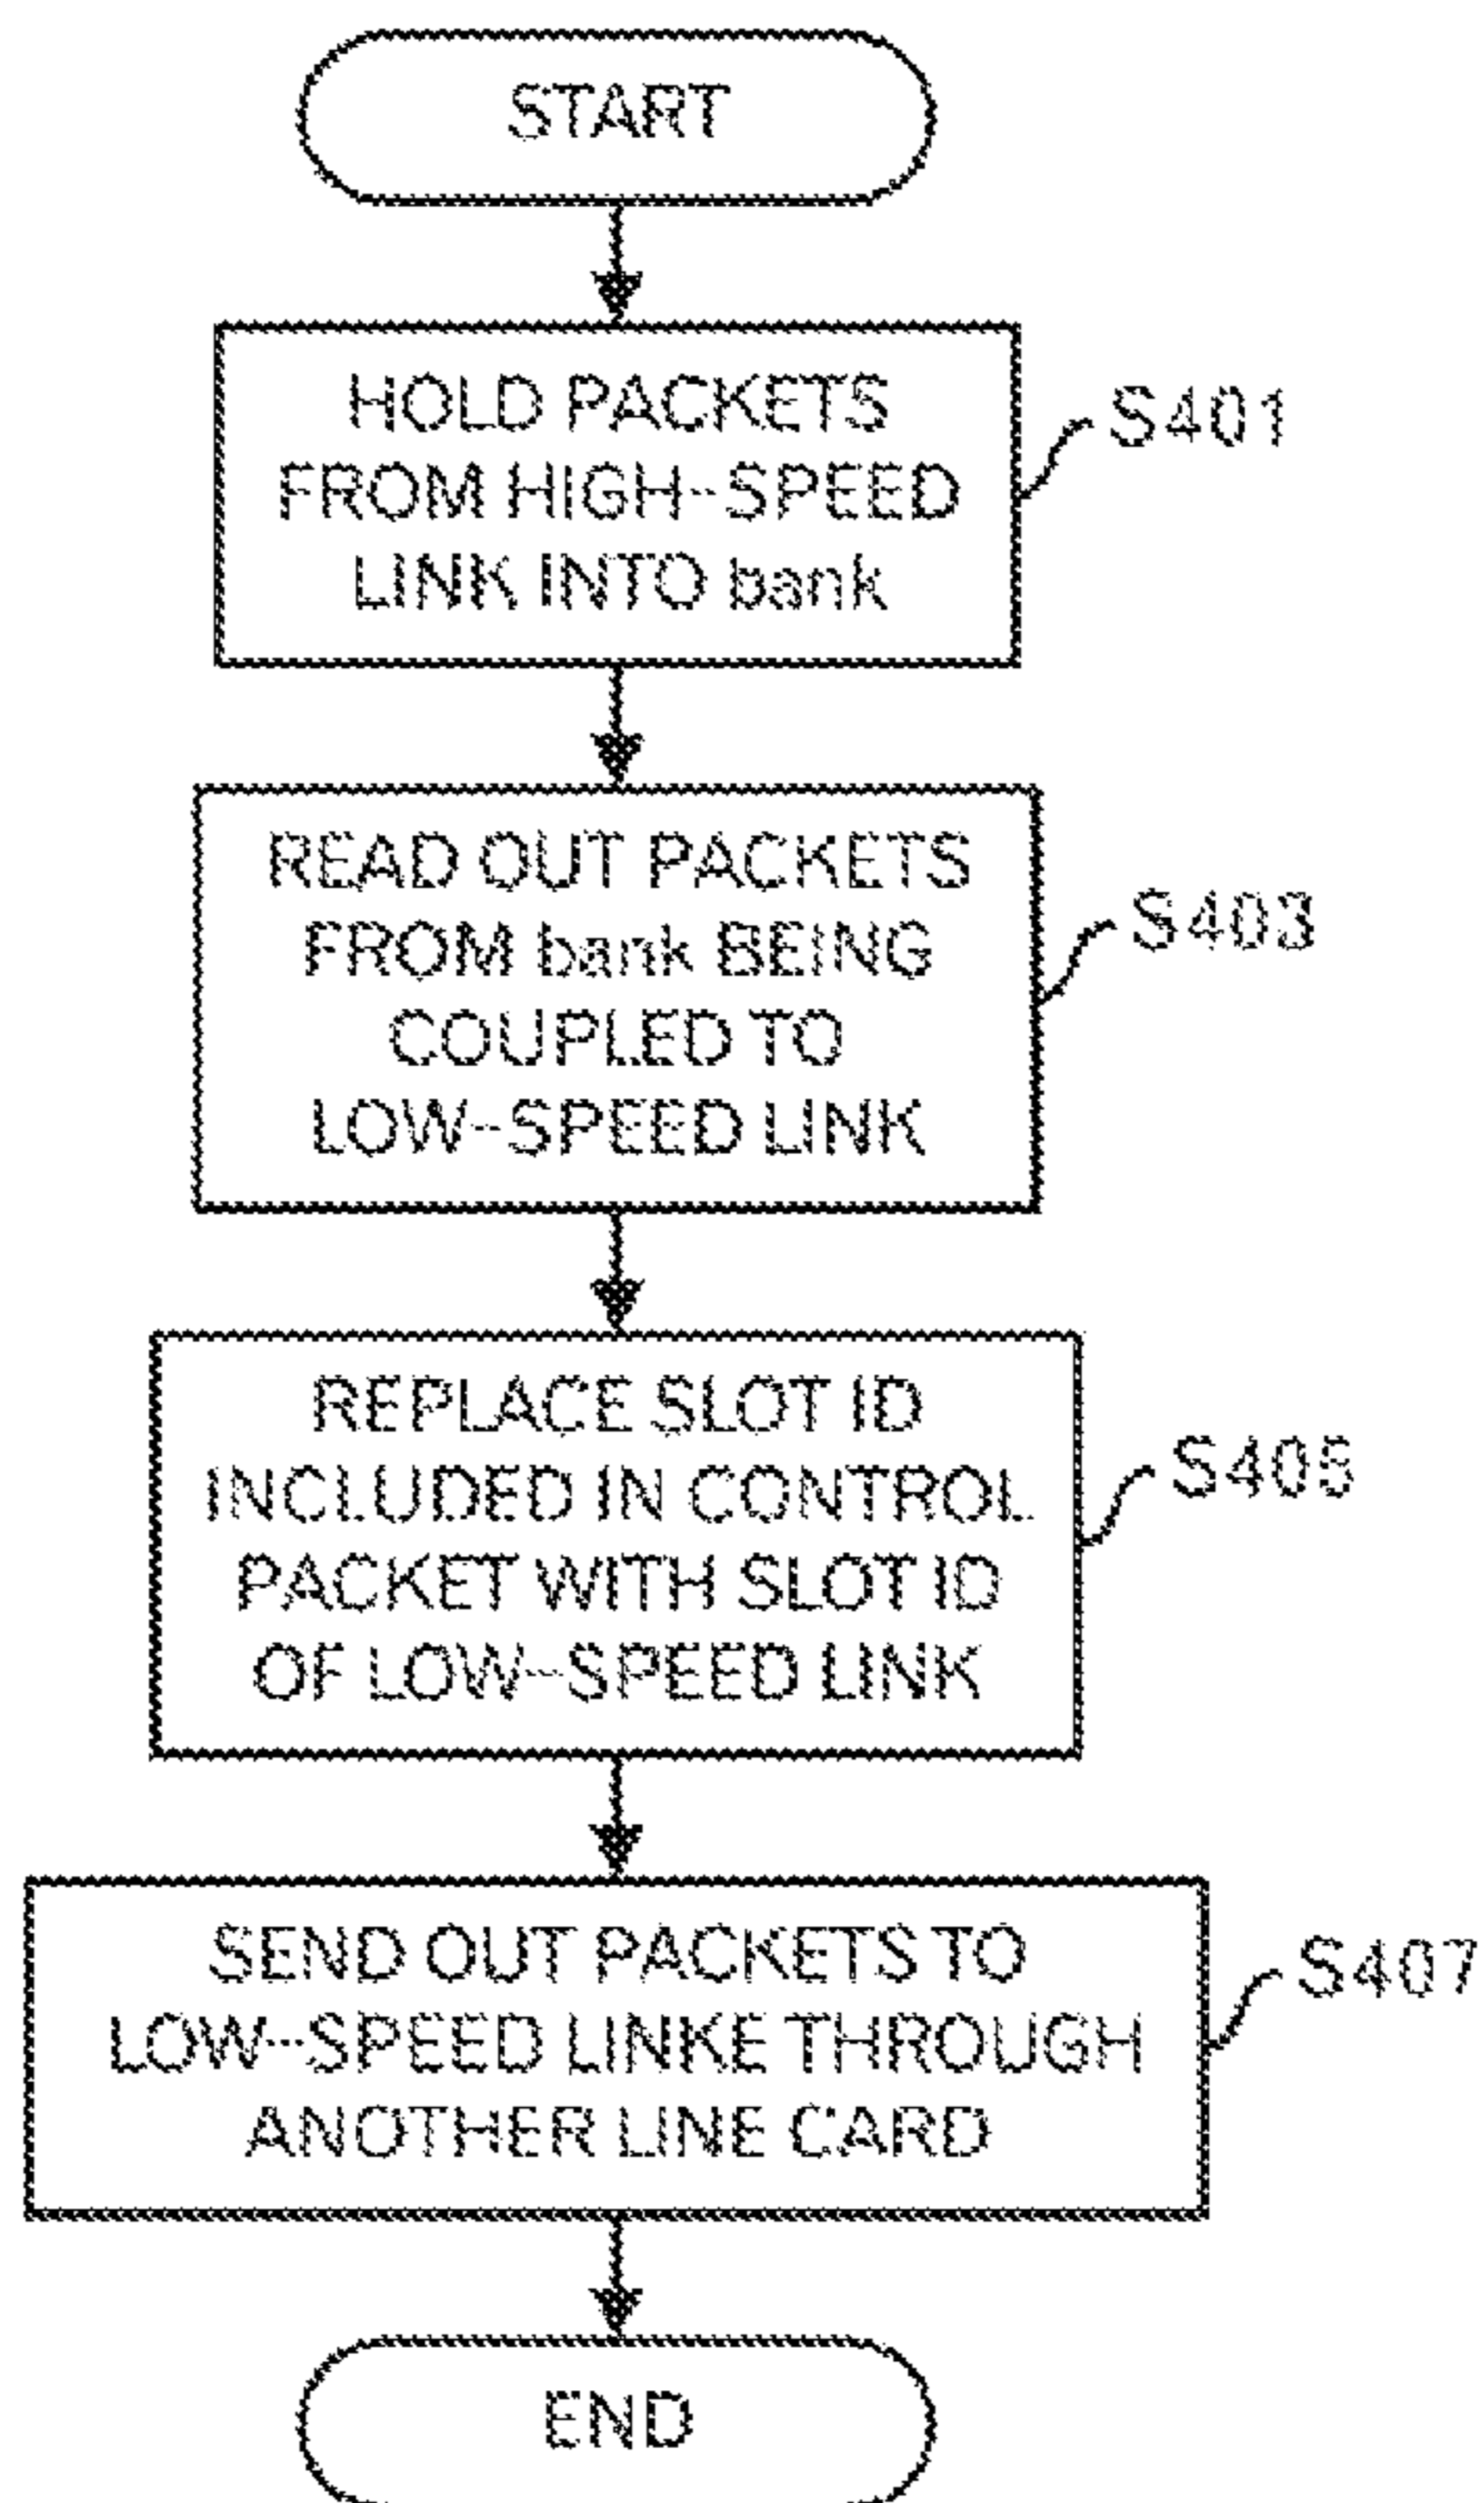 START
HOLD PACKETS
FROM HIGH-SPEED
LINK INTO bank
S401
READ OUT PACKETS
FROM bank BEING
COUPLED TO
LOW-SPEED LINK
S403
REPLACE SLOT ID
INCLUDED IN CONTROL
PACKET WITH SLOT ID
OF LOW-SPEED LINK
S405
SEND OUT PACKETS TO
LOW-SPEED LINKE THROUGH
ANOTHER LINE CARD
S407
END